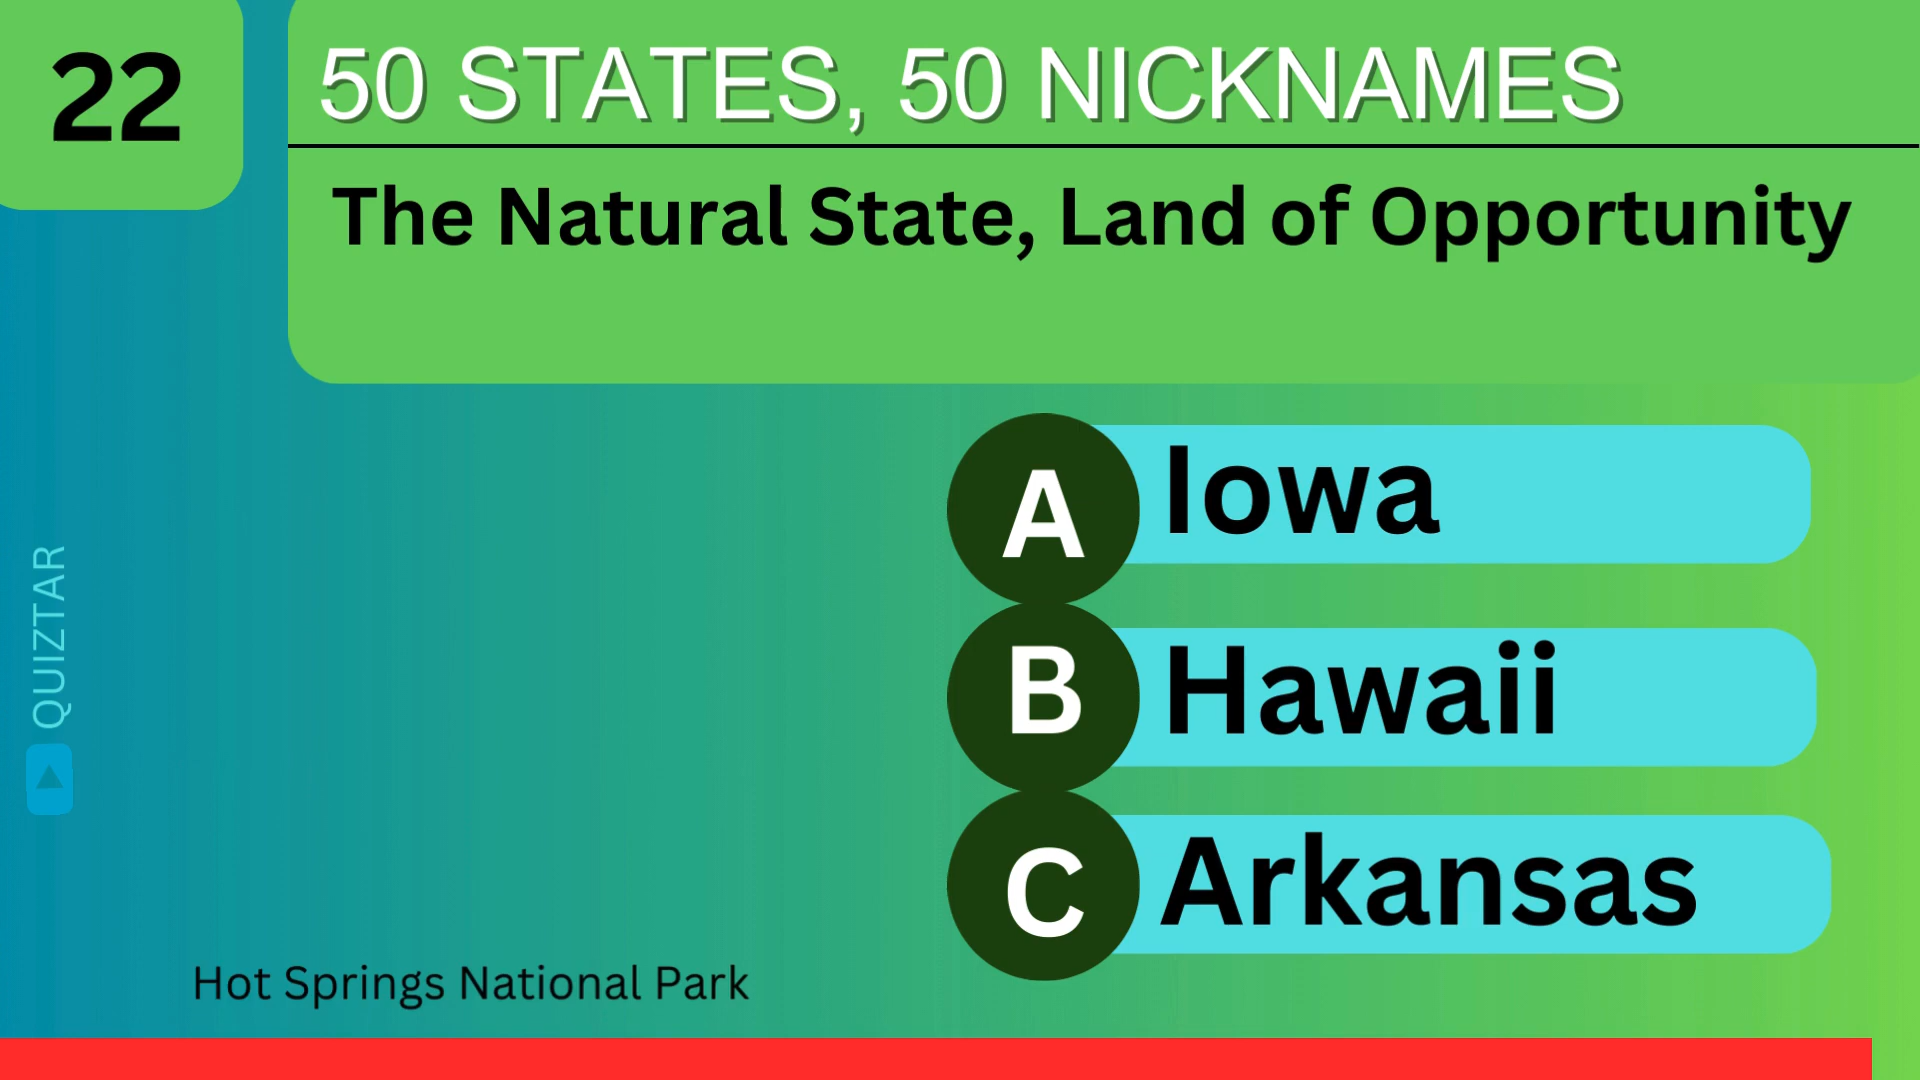 22
50 STATES, 50 NICKNAMES
The Natural State, Land of Opportunity
A Iowa
B Hawaii
C Arkansas
QUIZTAR
Hot Springs National Park